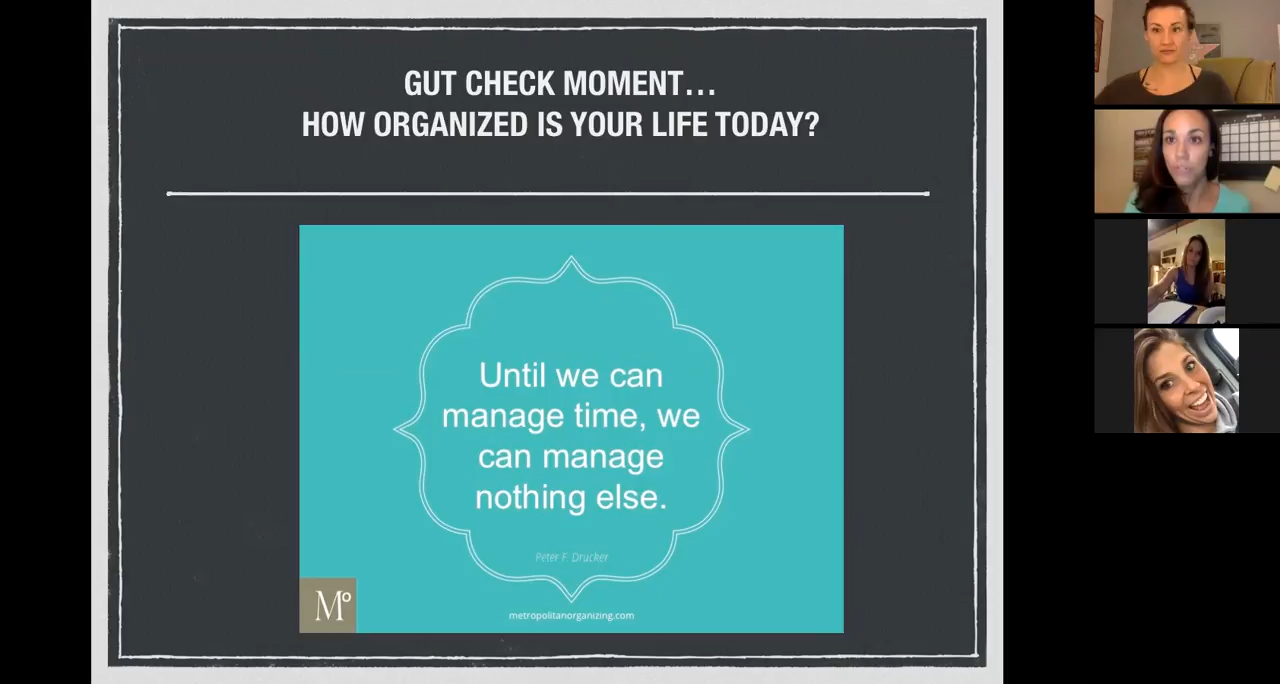 GUT CHECK MOMENT...
HOW ORGANIZED IS YOUR LIFE TODAY?
Until we can
manage time, we
can manage
nothing else.
Peter F. Drucker
Mº
metropolitanorganizing.com